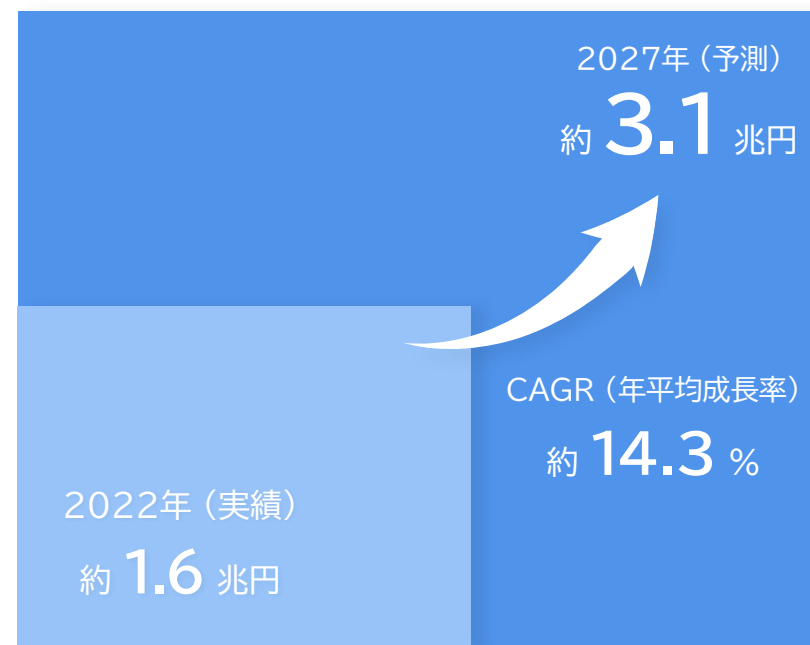 2027年（予測）
約 3.1 兆円
CAGR（年平均成長率）
約 14.3 %
2022年（実績）
約 1.6 兆円